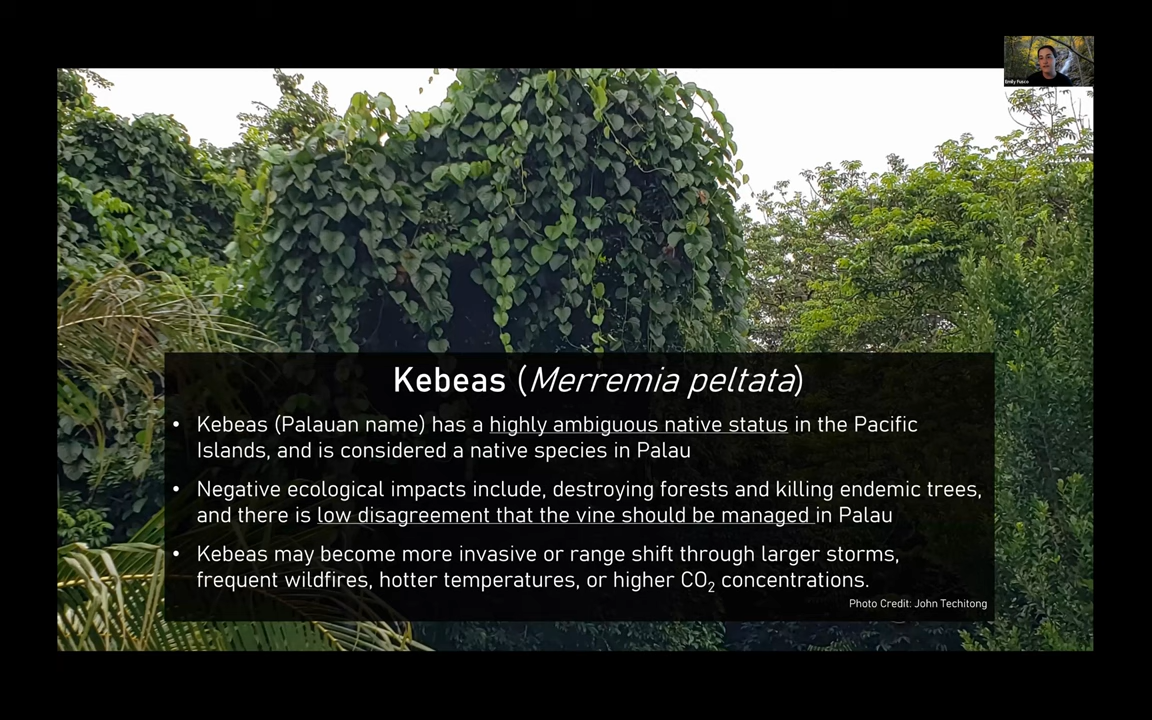 Emily Fusco
Kebeas (Merremia peltata)
• Kebeas (Palauan name) has a highly ambiguous native status in the Pacific
Islands, and is considered a native species in Palau
• Negative ecological impacts include, destroying forests and killing endemic trees,
and there is low disagreement that the vine should be managed in Palau
• Kebeas may become more invasive or range shift through larger storms,
frequent wildfires, hotter temperatures, or higher CO₂ concentrations.
Photo Credit: John Techitong